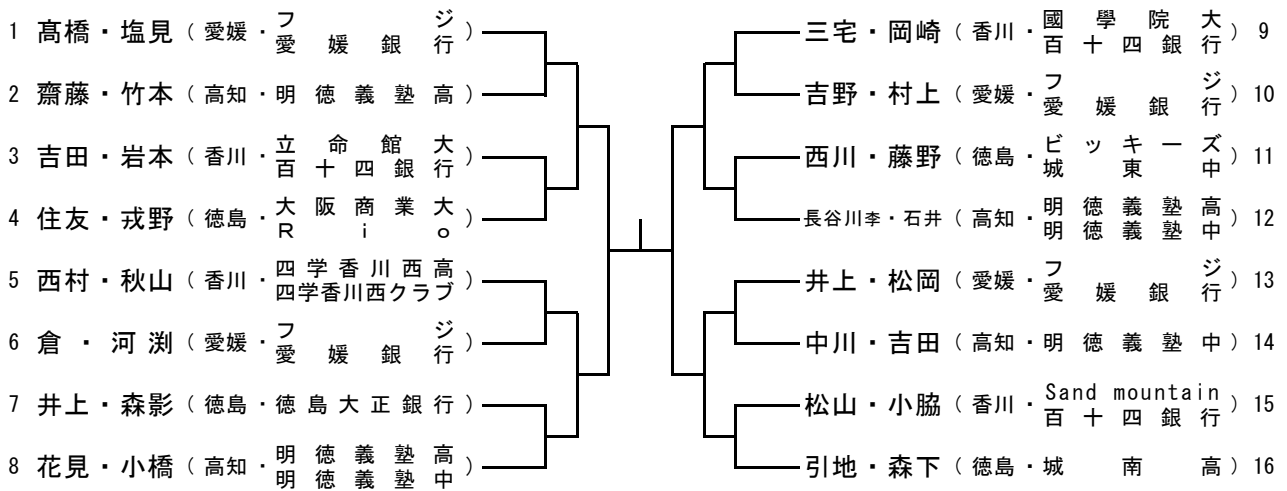 1 髙橋・塩見（愛媛・フジ 愛媛銀行）
2 齋藤・竹本（高知・明徳義塾高）
3 吉田・岩本（香川・立命館大 百十四銀行）
4 住友・戎野（徳島・大阪商業大 Rio）
5 西村・秋山（香川・四学香川西高 四学香川西クラブ）
6 倉・河渕（愛媛・フジ 愛媛銀行）
7 井上・森影（徳島・徳島大正銀行）
8 花見・小橋（高知・明徳義塾高 明徳義塾中）
三宅・岡崎（香川・國學院大 百十四銀行）9
吉野・村上（愛媛・フジ 愛媛銀行）10
西川・藤野（徳島・ビッキーズ 城東中）11
長谷川李・石井（高知・明徳義塾高 明徳義塾中）12
井上・松岡（愛媛・フジ 愛媛銀行）13
中川・吉田（高知・明徳義塾中）14
松山・小脇（香川・Sand mountain 百十四銀行）15
引地・森下（徳島・城南高）16